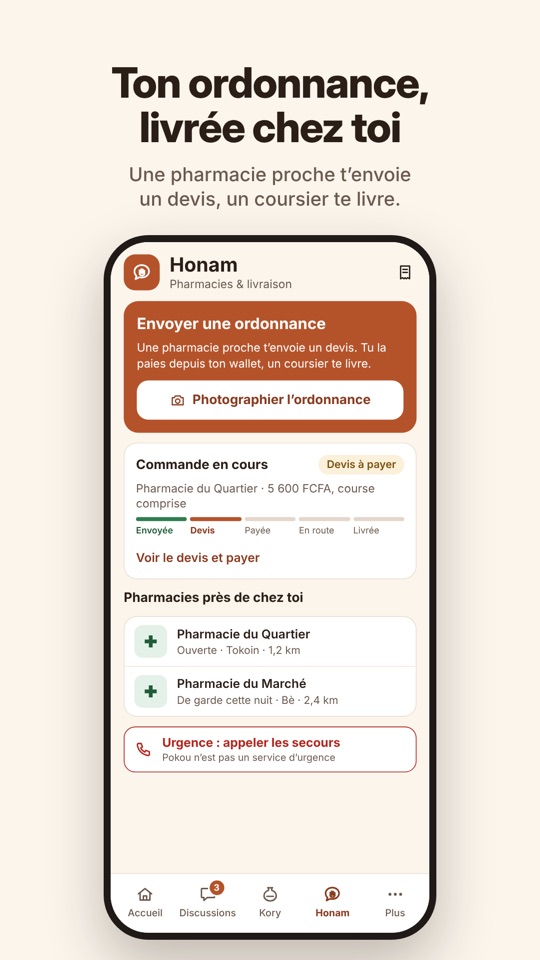 Ton ordonnance,
livrée chez toi
Une pharmacie proche t’envoie
un devis, un coursier te livre.
Honam
Pharmacies & livraison
Envoyer une ordonnance
Une pharmacie proche t’envoie un devis. Tu la
paies depuis ton wallet, un coursier te livre.
Photographier l’ordonnance
Commande en cours
Devis à payer
Pharmacie du Quartier · 5 600 FCFA, course
comprise
Envoyée Devis Payée En route Livrée
Voir le devis et payer
Pharmacies près de chez toi
Pharmacie du Quartier
Ouverte · Tokoin · 1,2 km
Pharmacie du Marché
De garde cette nuit · Bè · 2,4 km
Urgence : appeler les secours
Pokou n’est pas un service d’urgence
3
Accueil Discussions Kory Honam Plus